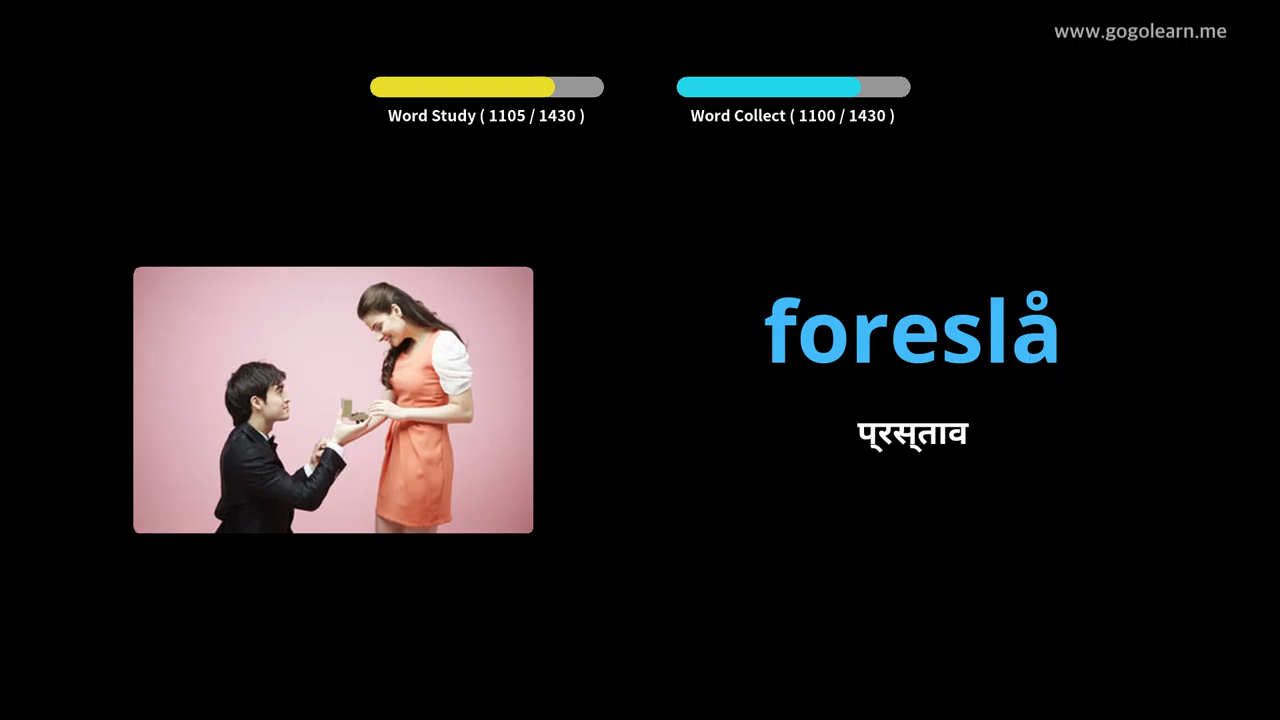 www.gogolearn.me
Word Study ( 1105 / 1430 )
Word Collect ( 1100 / 1430 )
foreslå
प्रस्ताव